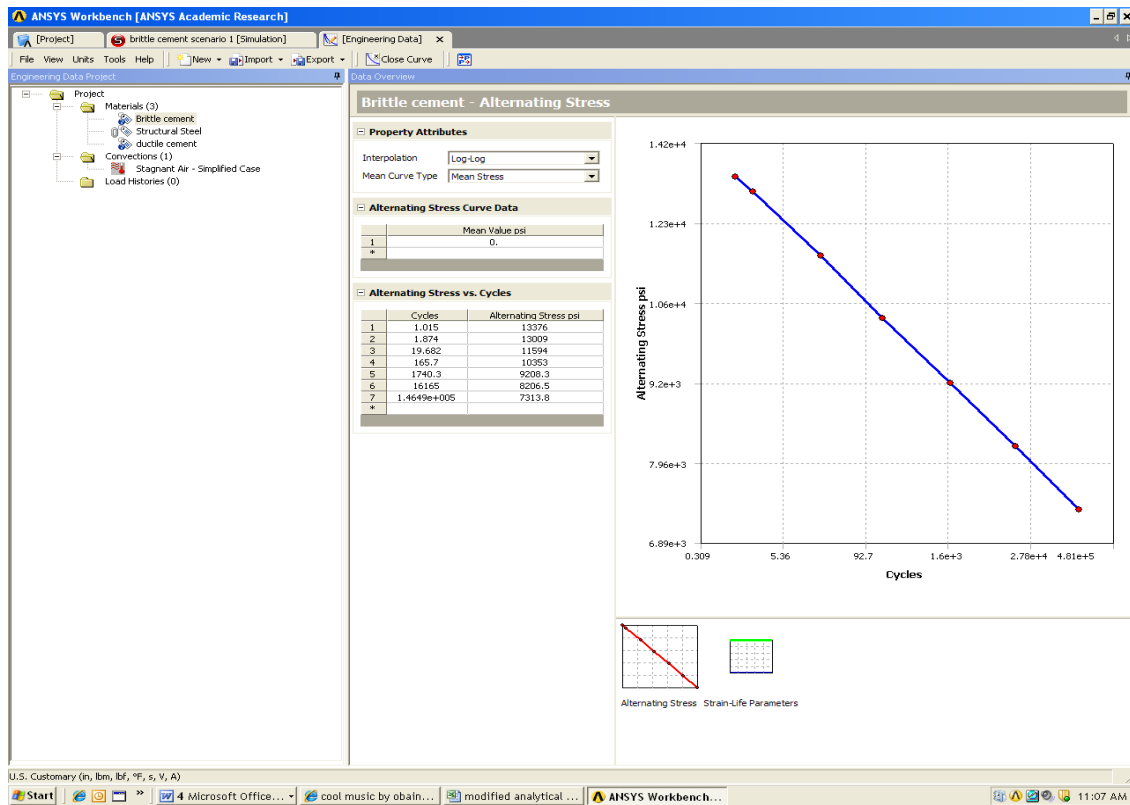 ANSYS Workbench [ANSYS Academic Research]
[Project] brittle cement scenario 1 [Simulation] [Engineering Data]
File View Units Tools Help New Import Export Close Curve
Engineering Data Project
Project
Materials (3)
Brittle cement
Structural Steel
ductile cement
Convections (1)
Stagnant Air - Simplified Case
Load Histories (0)
Data Overview
Brittle cement - Alternating Stress
Property Attributes
Interpolation Log-Log
Mean Curve Type Mean Stress
Alternating Stress Curve Data
Mean Value psi
1 0.
*
Alternating Stress vs. Cycles
Cycles Alternating Stress psi
1 1.015 13376
2 1.874 13009
3 19.682 11594
4 165.7 10353
5 1740.3 9208.3
6 16165 8206.5
7 1.4649e+005 7313.8
*
1.42e+4
1.23e+4
1.06e+4
9.2e+3
7.96e+3
6.89e+3
Alternating Stress psi
0.309 5.36 92.7 1.6e+3 2.78e+4 4.81e+5
Cycles
Alternating Stress Strain-Life Parameters
U.S. Customary (in, lbm, lbf, °F, s, V, A)
Start » 4 Microsoft Office... cool music by obain... modified analytical ... ANSYS Workbench... 11:07 AM